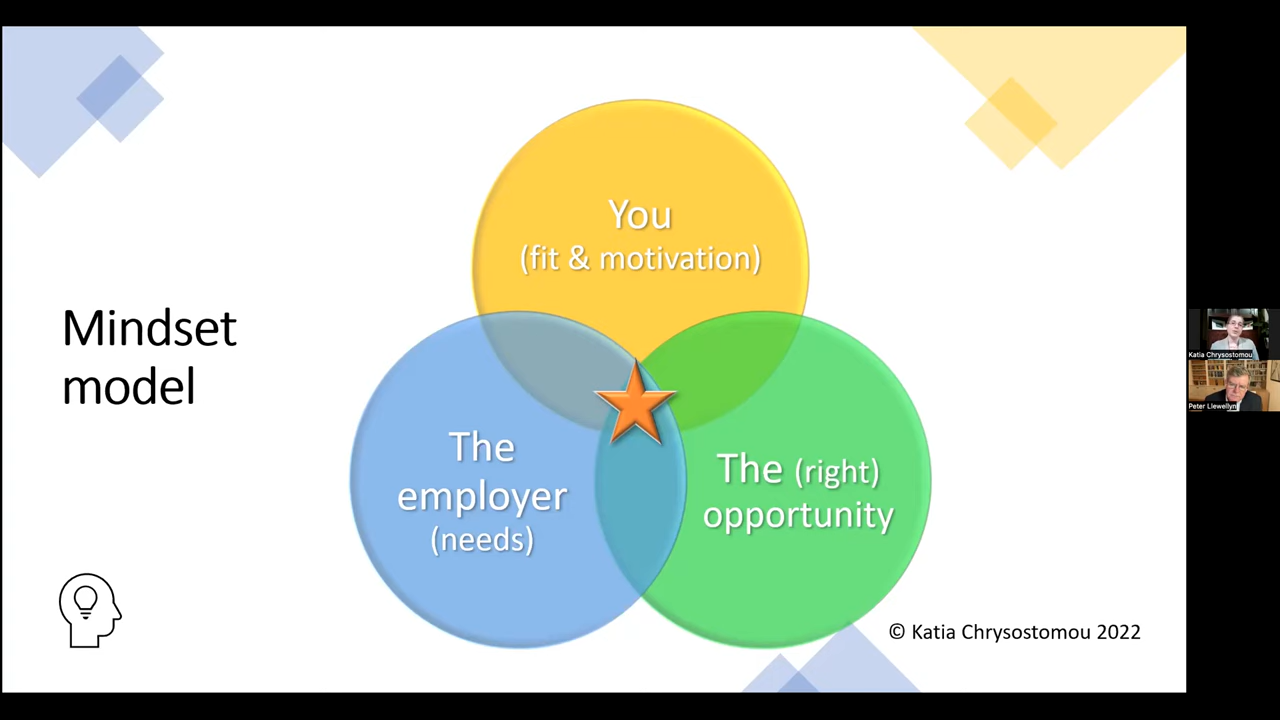 Mindset
model
You
(fit & motivation)
The
employer
(needs)
The (right)
opportunity
© Katia Chrysostomou 2022
Katia Chrysostomou
Peter Llewellyn